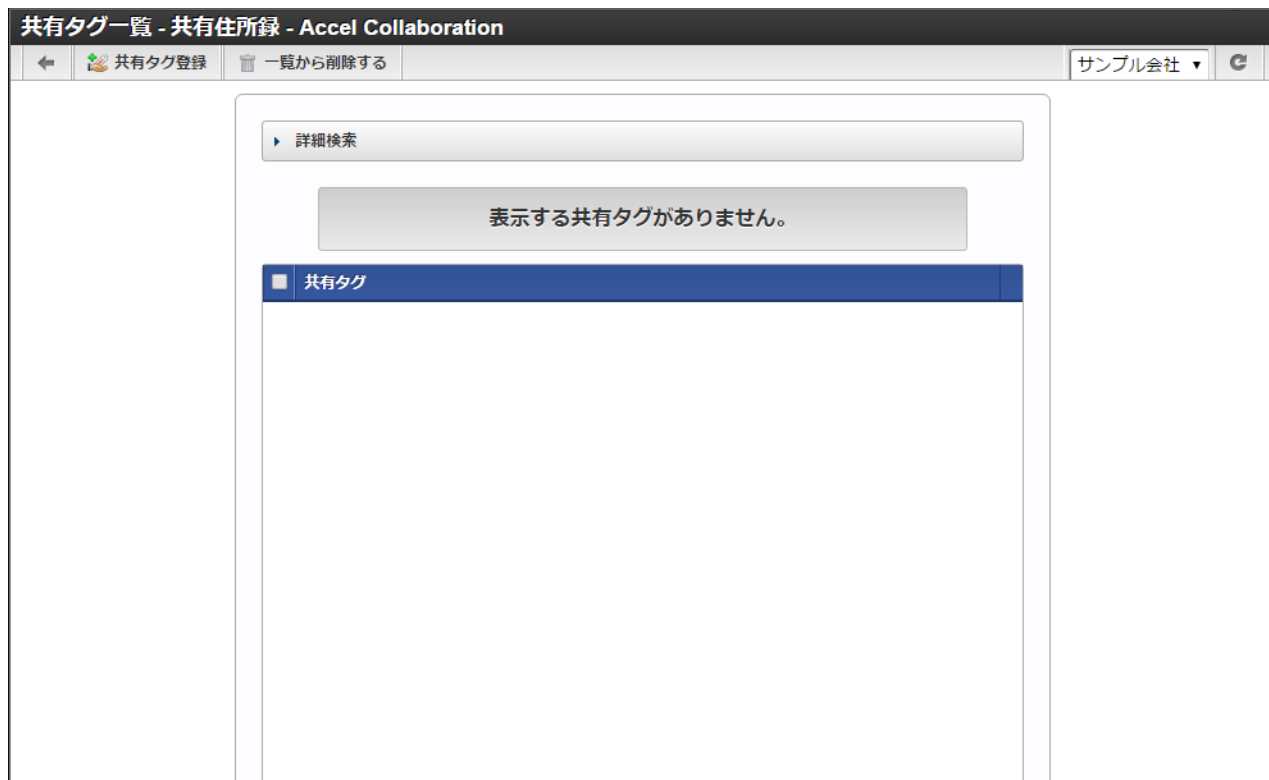 共有タグ一覧 - 共有住所録 - Accel Collaboration
共有タグ登録 一覧から削除する サンプル会社
詳細検索
表示する共有タグがありません。
共有タグ